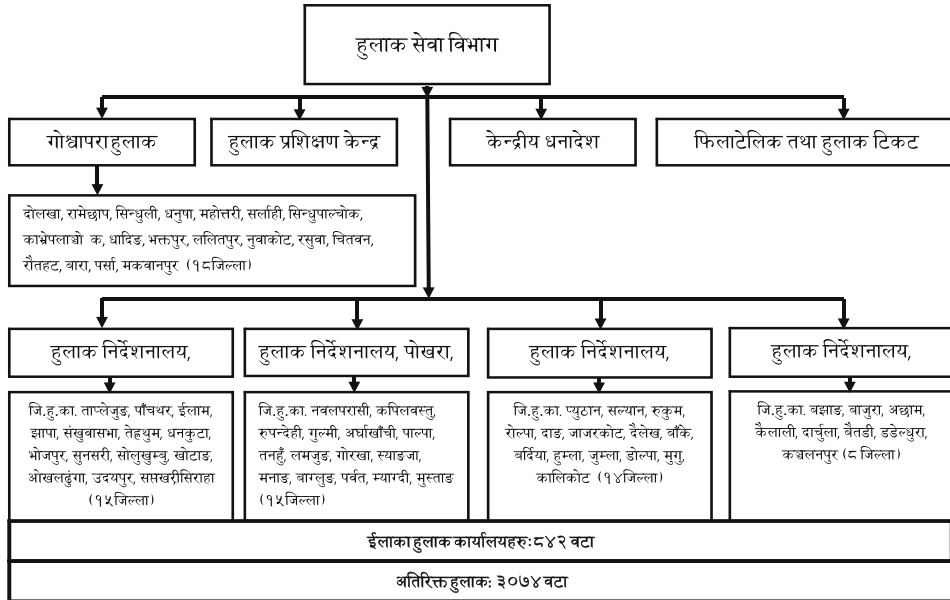 हुलाक सेवा विभाग
गोश्वापरा हुलाक
हुलाक प्रशिक्षण केन्द्र
केन्द्रीय धनादेश
फिलाटेलिक तथा हुलाक टिकट
दोलखा, रामेछाप, सिन्धुली, धनुषा, महोत्तरी, सर्लाही, सिन्धुपाल्चोक,
काभ्रेपलाञ्चो क, धादिङ, भक्तपुर, ललितपुर, नुवाकोट, रसुवा, चितवन,
रौतहट, बारा, पर्सा, मकवानपुर (१८जिल्ला)
हुलाक निर्देशनालय,
हुलाक निर्देशनालय, पोखरा,
हुलाक निर्देशनालय,
हुलाक निर्देशनालय,
जि.हु.का. ताप्लेजुङ, पाँचथर, ईलाम,
झापा, संखुवासभा, तेह्रथुम, धनकुटा,
भोजपुर, सुनसरी, सोलुखुम्बु, खोटाङ,
ओखलढुंगा, उदयपुर, सप्तखरी,सिराहा
(१५जिल्ला)
जि.हु.का. नवलपरासी, कपिलवस्तु,
रुपन्देही, गुल्मी, अर्घाखाँची, पाल्पा,
तनहुँ, लमजुङ, गोरखा, स्याङजा,
मनाङ, बाग्लुङ, पर्वत, म्याग्दी, मुस्ताङ
(१५जिल्ला)
जि.हु.का. प्युठान, सल्यान, रुकुम,
रोल्पा, दाङ, जाजरकोट, दैलेख, बाँके,
बर्दिया, हुम्ला, जुम्ला, डोल्पा, मुगु,
कालिकोट (१४जिल्ला)
जि.हु.का. बझाङ, बाजुरा, अछाम,
कैलाली, दार्चुला, बैतडी, डडेल्धुरा,
कञ्चलनपुर (८ जिल्ला)
ईलाका हुलाक कार्यालयहरु:८४२ वटा
अतिरिक्त हुलाक: ३०७४ वटा